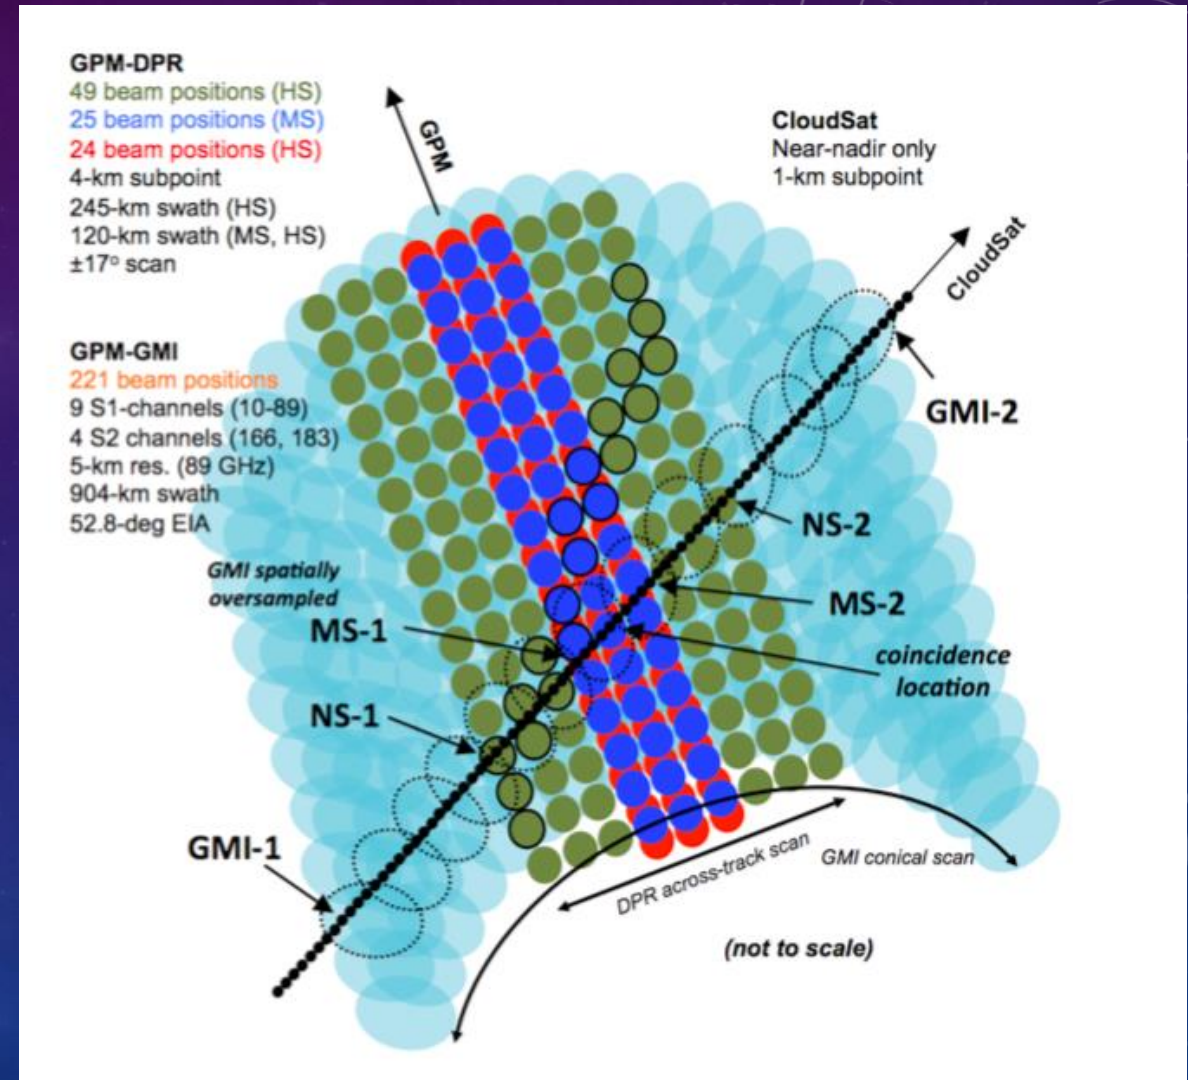 GPM-DPR
49 beam positions (HS)
25 beam positions (MS)
24 beam positions (HS)
4-km subpoint
245-km swath (HS)
120-km swath (MS, HS)
±17° scan
GPM
CloudSat
Near-nadir only
1-km subpoint
CloudSat
GPM-GMI
221 beam positions
9 S1-channels (10-89)
4 S2 channels (166, 183)
5-km res. (89 GHz)
904-km swath
52.8-deg EIA
GMI-2
NS-2
GMI spatially
oversampled
MS-1
MS-2
coincidence
location
NS-1
GMI-1
DPR across-track scan
GMI conical scan
(not to scale)